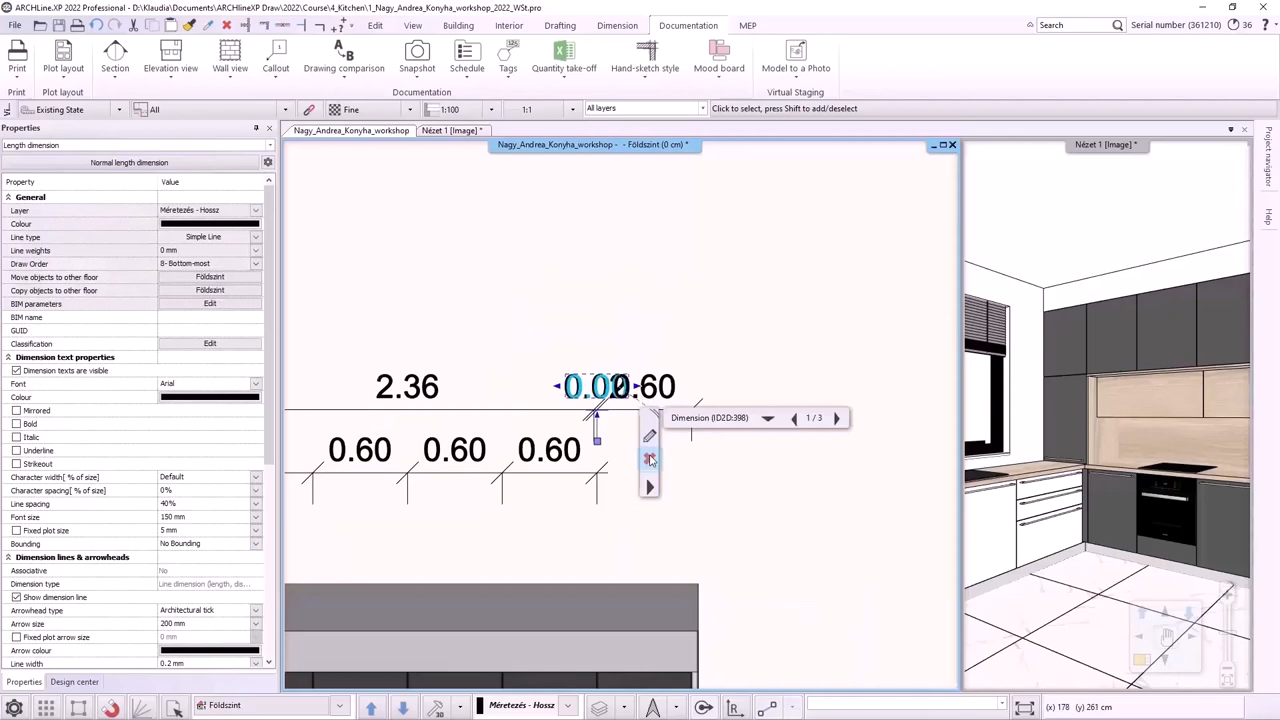 ARCHLine.XP 2022 Professional - D:\Klaudia\Documents\ARCHlineXP Draw\2022\Course\4_Kitchen\1_Nagy_Andrea_Konyha_workshop_2022_WSt.pro
File Edit View Building Interior Drafting Dimension Documentation MEP
Search Serial number (361210) 36
Print Plot layout Section Elevation view Wall view Callout Drawing comparison Snapshot Schedule Tags Quantity take-off Hand-sketch style Mood board Model to a Photo
Print Plot layout Documentation Virtual Staging
Existing State All Fine 1:100 1:1 All layers Click to select, press Shift to add/deselect
Properties
Nagy_Andrea_Konyha_workshop Nézet 1 [Image] *
Length dimension
Nagy_Andrea_Konyha_workshop - - Földszint (0 cm) *
Nézet 1 [Image] *
Normal length dimension
Property Value
General
Layer Méretezés - Hossz
Colour
Line type Simple Line
Line weights 0 mm
Draw Order 8- Bottom-most
Move objects to other floor Földszint
Copy objects to other floor Földszint
BIM parameters Edit
BIM name
GUID
Classification Edit
Dimension text properties
Dimension texts are visible
Font Arial
Colour
Mirrored
Bold
Italic
Underline
Strikeout
Character width[ % of size] Default
Character spacing[ % of size] 0%
Line spacing 40%
Font size 150 mm
Fixed plot size 5 mm
Bounding No Bounding
Dimension lines & arrowheads
Associative No
Dimension type Line dimension (length, dis...
Show dimension line
Arrowhead type Architectural tick
Arrow size 200 mm
Fixed plot arrow size 0 mm
Arrow colour
Line width 0.2 mm
2.36 0.00 0.60
Dimension (ID2D:398) 1 / 3
0.60 0.60 0.60
Project navigator
Help
Properties Design center
Földszint Méretezés - Hossz (x) 178 (y) 261 cm